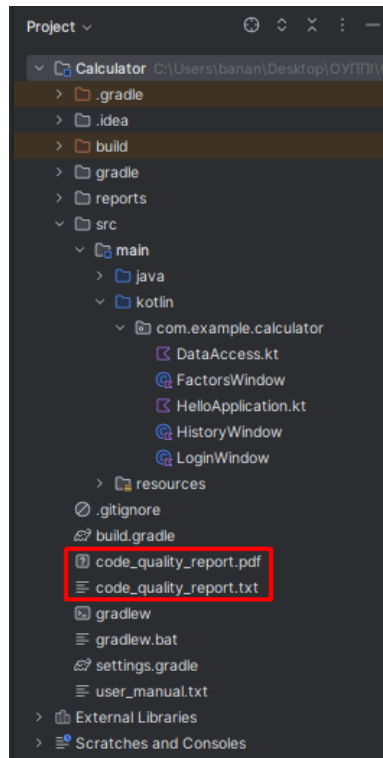 Project
Calculator C:\Users\banan\Desktop\ОУППІ\
.gradle
.idea
build
gradle
reports
src
main
java
kotlin
com.example.calculator
DataAccess.kt
FactorsWindow
HelloApplication.kt
HistoryWindow
LoginWindow
resources
.gitignore
build.gradle
code_quality_report.pdf
code_quality_report.txt
gradlew
gradlew.bat
settings.gradle
user_manual.txt
External Libraries
Scratches and Consoles